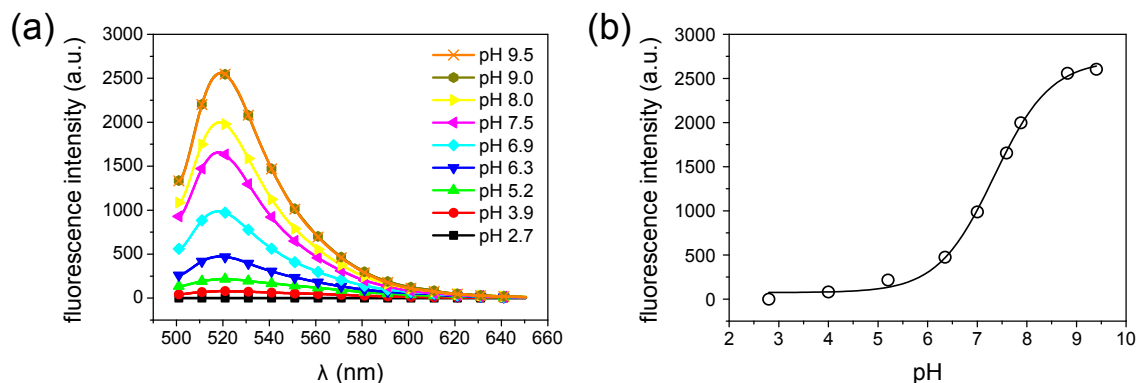 (a)
fluorescence intensity (a.u.)
3000
2500
2000
1500
1000
500
0
500 520 540 560 580 600 620 640 660
λ (nm)
pH 9.5
pH 9.0
pH 8.0
pH 7.5
pH 6.9
pH 6.3
pH 5.2
pH 3.9
pH 2.7
(b)
fluorescence intensity (a.u.)
3000
2500
2000
1500
1000
500
0
2 3 4 5 6 7 8 9 10
pH